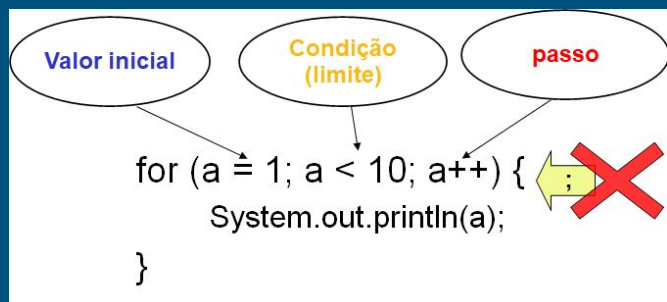 Valor inicial
Condição
(limite)
passo
for (a = 1; a < 10; a++) {
;
System.out.println(a);
}